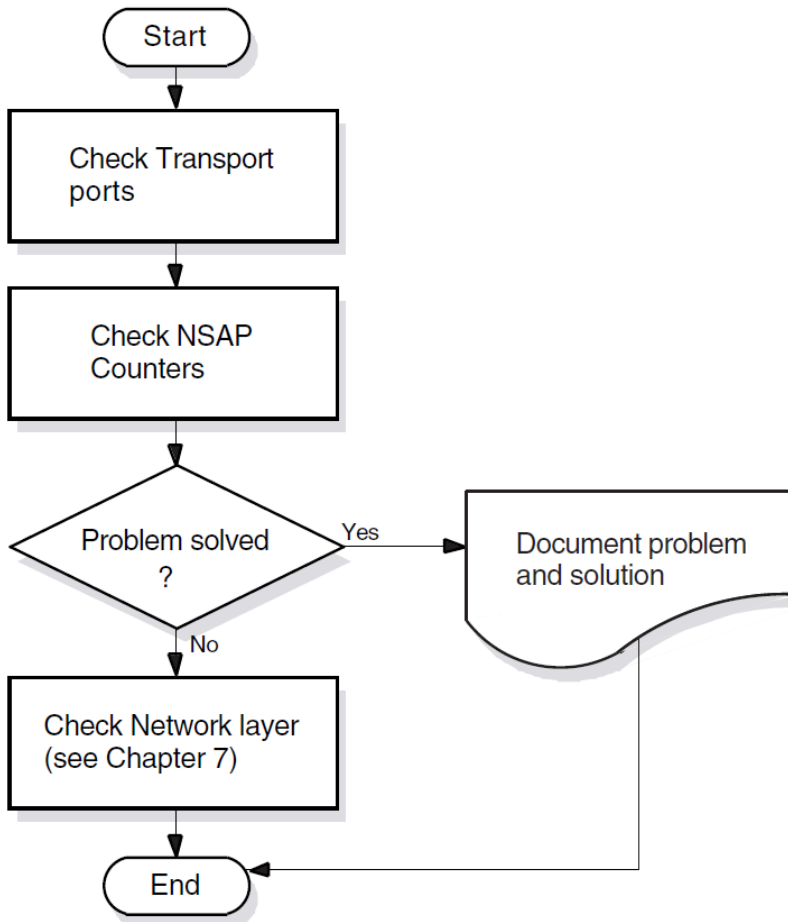 Start
Check Transport
ports
Check NSAP
Counters
Problem solved
?
Yes
Document problem
and solution
No
Check Network layer
(see Chapter 7)
End